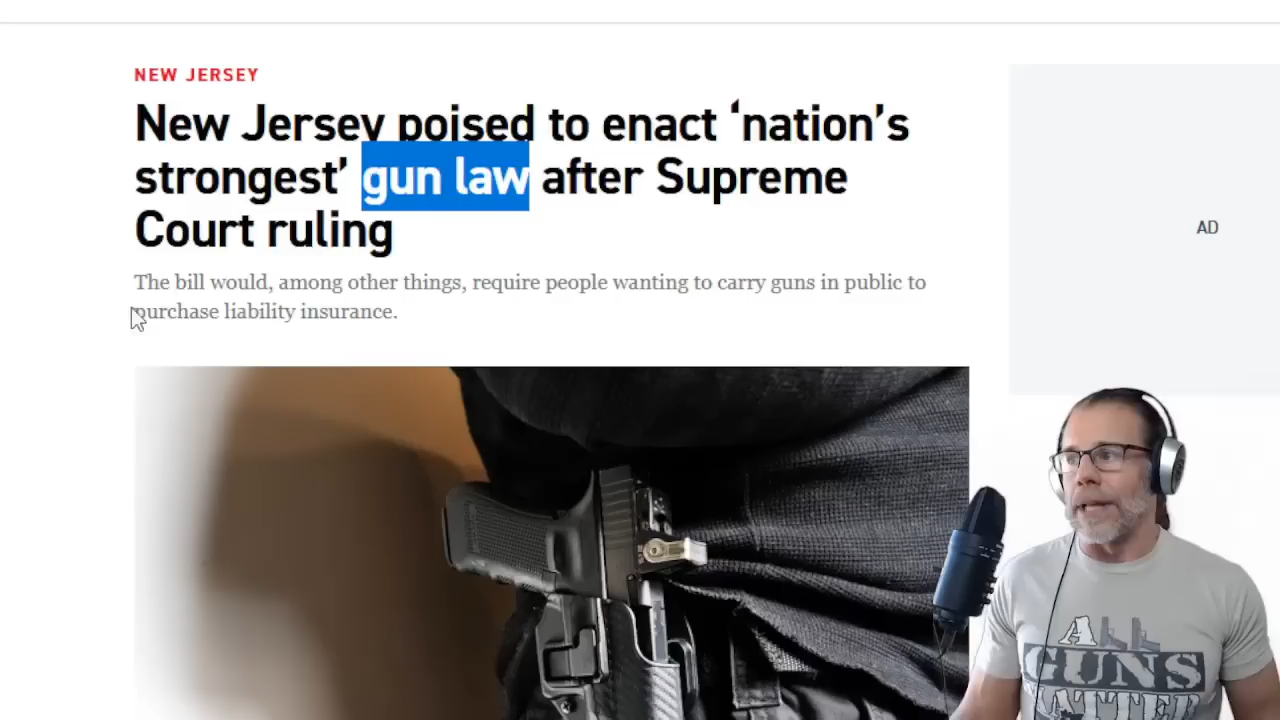 NEW JERSEY
New Jersey poised to enact ‘nation’s
strongest’ gun law after Supreme
Court ruling
The bill would, among other things, require people wanting to carry guns in public to
purchase liability insurance.
AD
ALL
GUNS
MATTER